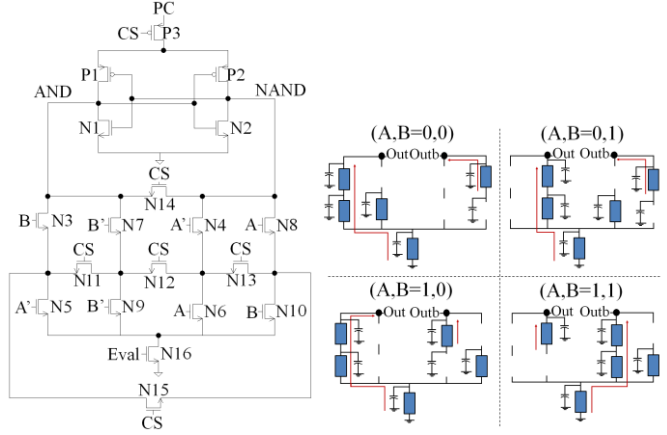 PC
CS P3
P1 P2
AND NAND
N1 N2
CS
N14
B N3 B' N7 A' N4 A N8
CS CS CS
N11 N12 N13
A' N5 B' N9 A N6 B N10
Eval N16
N15
CS
(A,B=0,0) (A,B=0,1)
Out Outb Out Outb
(A,B=1,0) (A,B=1,1)
Out Outb Out Outb